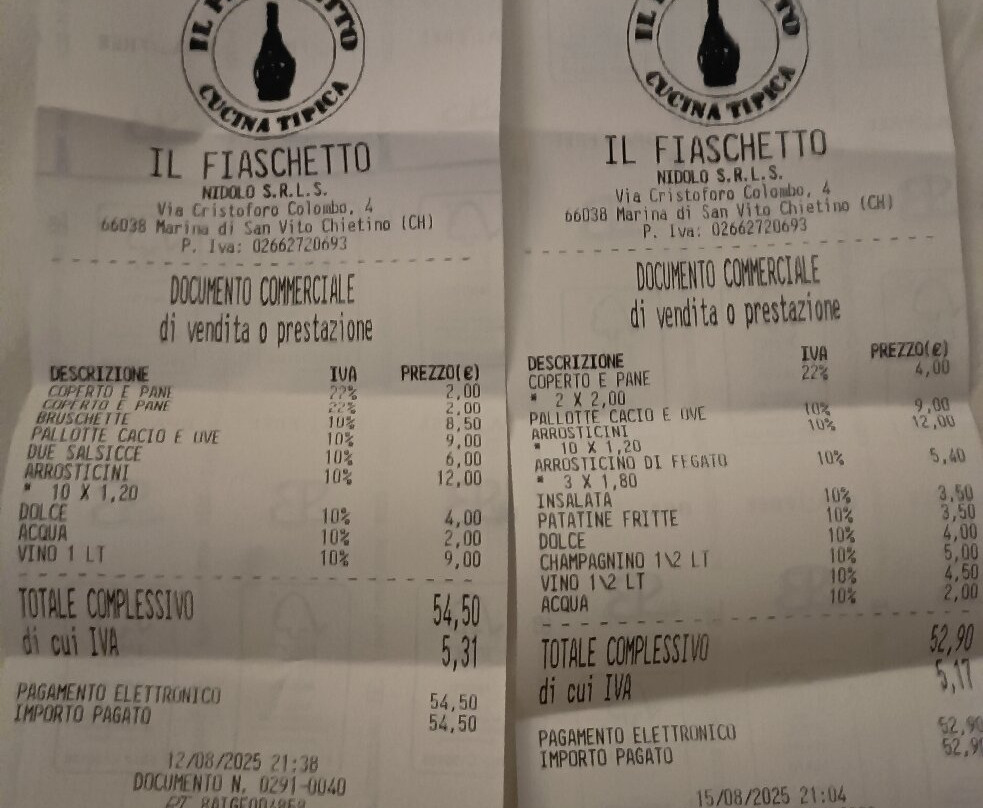 CUCINA TIPICA
IL FIASCHETTO
NIDOLO S.R.L.S.
Via Cristoforo Colombo, 4
66038 Marina di San Vito Chietino (CH)
P. Iva: 02662720693
DOCUMENTO COMMERCIALE
di vendita o prestazione
DESCRIZIONE IVA PREZZO(€)
COPERTO E PANE 22% 2,00
COPERTO E PANE 22% 2,00
BRUSCHETTE 10% 8,50
PALLOTTE CACIO E UVE 10% 9,00
DUE SALSICCE 10% 6,00
ARROSTICINI 10% 12,00
* 10 X 1,20
DOLCE 10% 4,00
ACQUA 10% 2,00
VINO 1 LT 10% 9,00
TOTALE COMPLESSIVO 54,50
di cui IVA 5,31
PAGAMENTO ELETTRONICO 54,50
IMPORTO PAGATO 54,50
12/08/2025 21:38
DOCUMENTO N. 0291-0040
CUCINA TIPICA
IL FIASCHETTO
NIDOLO S.R.L.S.
Via Cristoforo Colombo, 4
66038 Marina di San Vito Chietino (CH)
P. Iva: 02662720693
DOCUMENTO COMMERCIALE
di vendita o prestazione
DESCRIZIONE IVA PREZZO(€)
COPERTO E PANE 22% 4,00
* 2 X 2,00
PALLOTTE CACIO E UVE 10% 9,00
ARROSTICINI 10% 12,00
* 10 X 1,20
ARROSTICINO DI FEGATO 10% 5,40
* 3 X 1,80
INSALATA 10% 3,50
PATATINE FRITTE 10% 3,50
DOLCE 10% 4,00
CHAMPAGNINO 1\2 LT 10% 5,00
VINO 1\2 LT 10% 4,50
ACQUA 10% 2,00
TOTALE COMPLESSIVO 52,90
di cui IVA 5,17
PAGAMENTO ELETTRONICO 52,90
IMPORTO PAGATO 52,9
15/08/2025 21:04